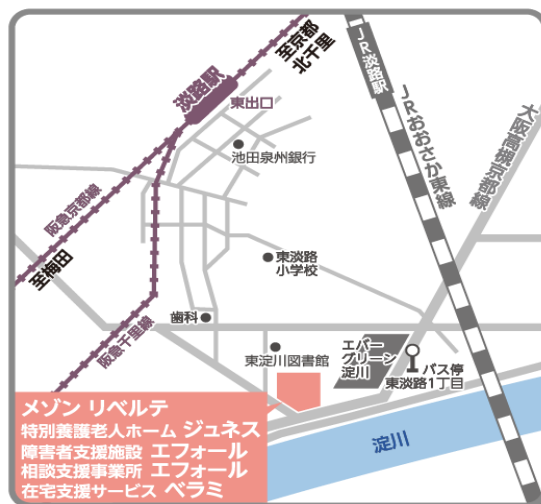 至京都
北千里
淡路駅
東出口
JR淡路駅
JRおおさか東線
大阪高槻京都線
池田泉州銀行
阪急京都線
至梅田
東淡路
小学校
歯科
阪急千里線
東淀川図書館
エバー
グリーン
淀川
バス停
東淡路1丁目
淀川
メゾン リベルテ
特別養護老人ホーム ジュネス
障害者支援施設 エフォール
相談支援事業所 エフォール
在宅支援サービス ベラミ